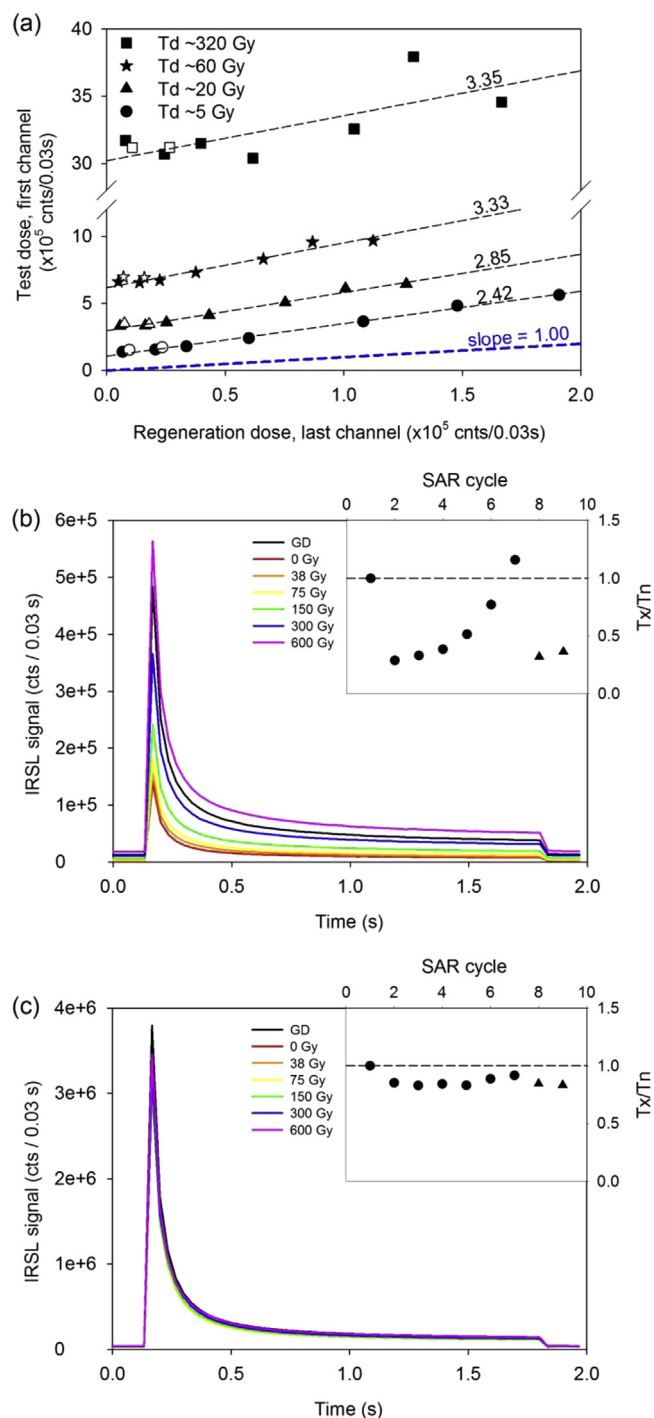 (a)
Td ~320 Gy
Td ~60 Gy
Td ~20 Gy
Td ~5 Gy
40
30
20
10
5
0
Test dose, first channel
(x10⁵ cnts/0.03s)
3.35
3.33
2.85
2.42
slope = 1.00
0.0 0.5 1.0 1.5 2.0
Regeneration dose, last channel (x10⁵ cnts/0.03s)
(b)
SAR cycle
0 2 4 6 8 10
6e+5
5e+5
4e+5
3e+5
2e+5
1e+5
0
IRSL signal (cts / 0.03 s)
GD
0 Gy
38 Gy
75 Gy
150 Gy
300 Gy
600 Gy
1.5
1.0
0.5
0.0
Tx/Tn
0.0 0.5 1.0 1.5 2.0
Time (s)
(c)
SAR cycle
0 2 4 6 8 10
4e+6
3e+6
2e+6
1e+6
0
IRSL signal (cts / 0.03 s)
GD
0 Gy
38 Gy
75 Gy
150 Gy
300 Gy
600 Gy
1.5
1.0
0.5
0.0
Tx/Tn
0.0 0.5 1.0 1.5 2.0
Time (s)